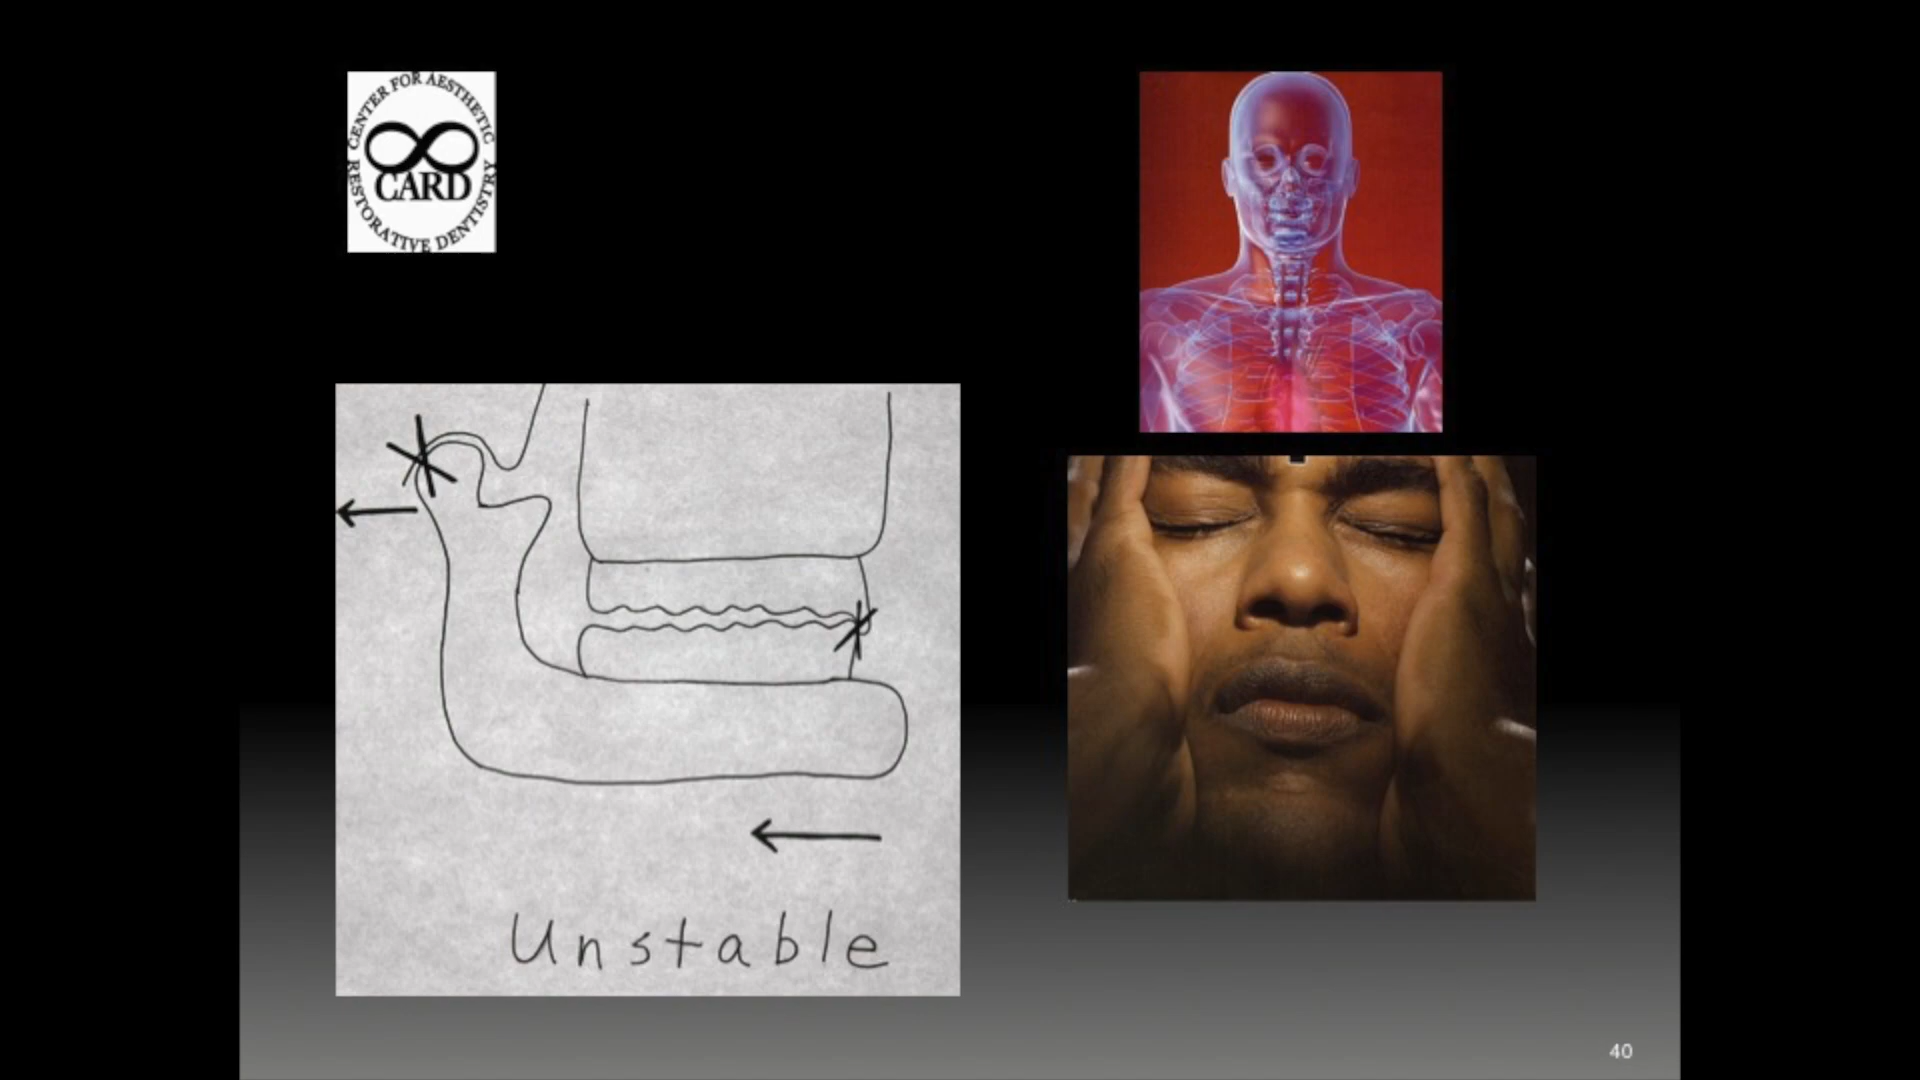 CENTER FOR AESTHETIC
CARD
RESTORATIVE DENTISTRY
Unstable
40